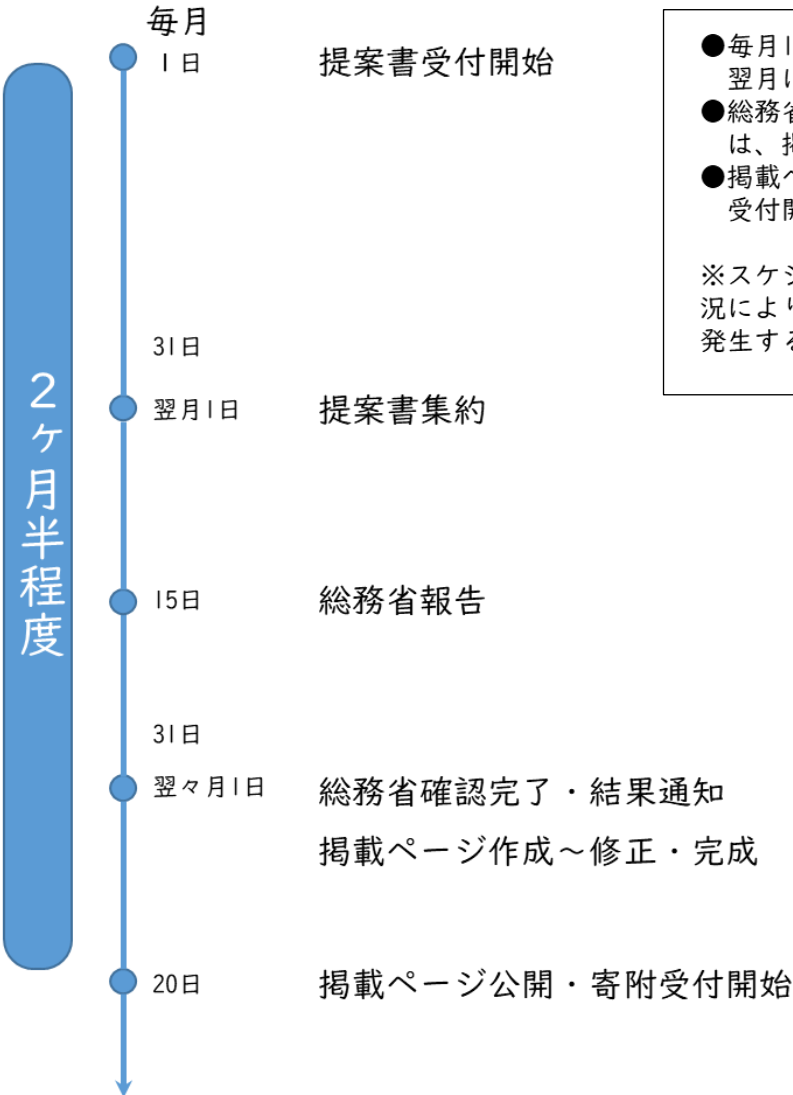 毎月
1日
提案書受付開始
31日
翌月1日
提案書集約
15日
総務省報告
31日
翌々月1日
総務省確認完了・結果通知
掲載ページ作成～修正・完成
20日
掲載ページ公開・寄附受付開始
2ヶ月半程度
●毎月1
翌月に
●総務省
は、掲
●掲載ペ
受付開
※スケジ
況により
発生する